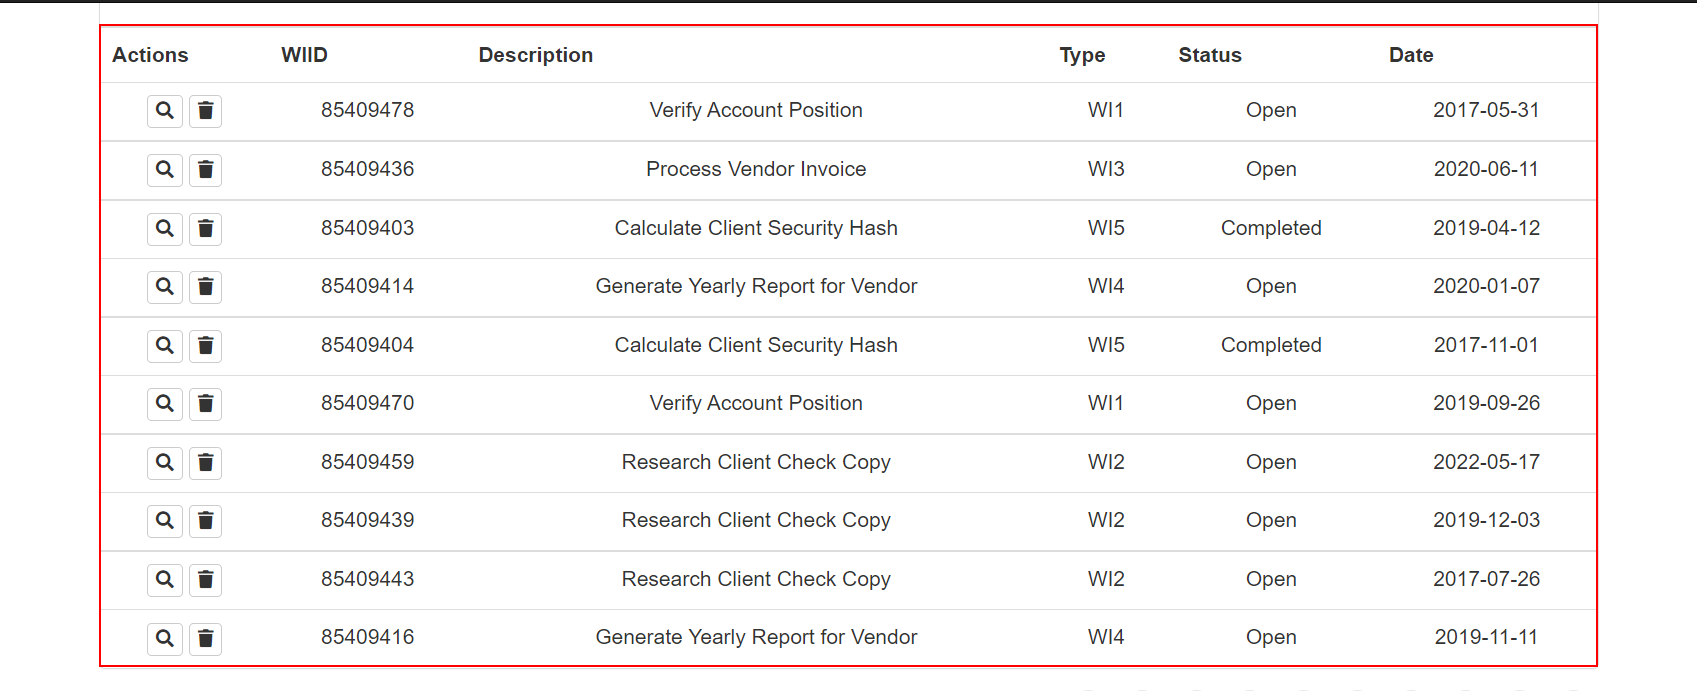 Actions WIID Description Type Status Date
85409478 Verify Account Position WI1 Open 2017-05-31
85409436 Process Vendor Invoice WI3 Open 2020-06-11
85409403 Calculate Client Security Hash WI5 Completed 2019-04-12
85409414 Generate Yearly Report for Vendor WI4 Open 2020-01-07
85409404 Calculate Client Security Hash WI5 Completed 2017-11-01
85409470 Verify Account Position WI1 Open 2019-09-26
85409459 Research Client Check Copy WI2 Open 2022-05-17
85409439 Research Client Check Copy WI2 Open 2019-12-03
85409443 Research Client Check Copy WI2 Open 2017-07-26
85409416 Generate Yearly Report for Vendor WI4 Open 2019-11-11